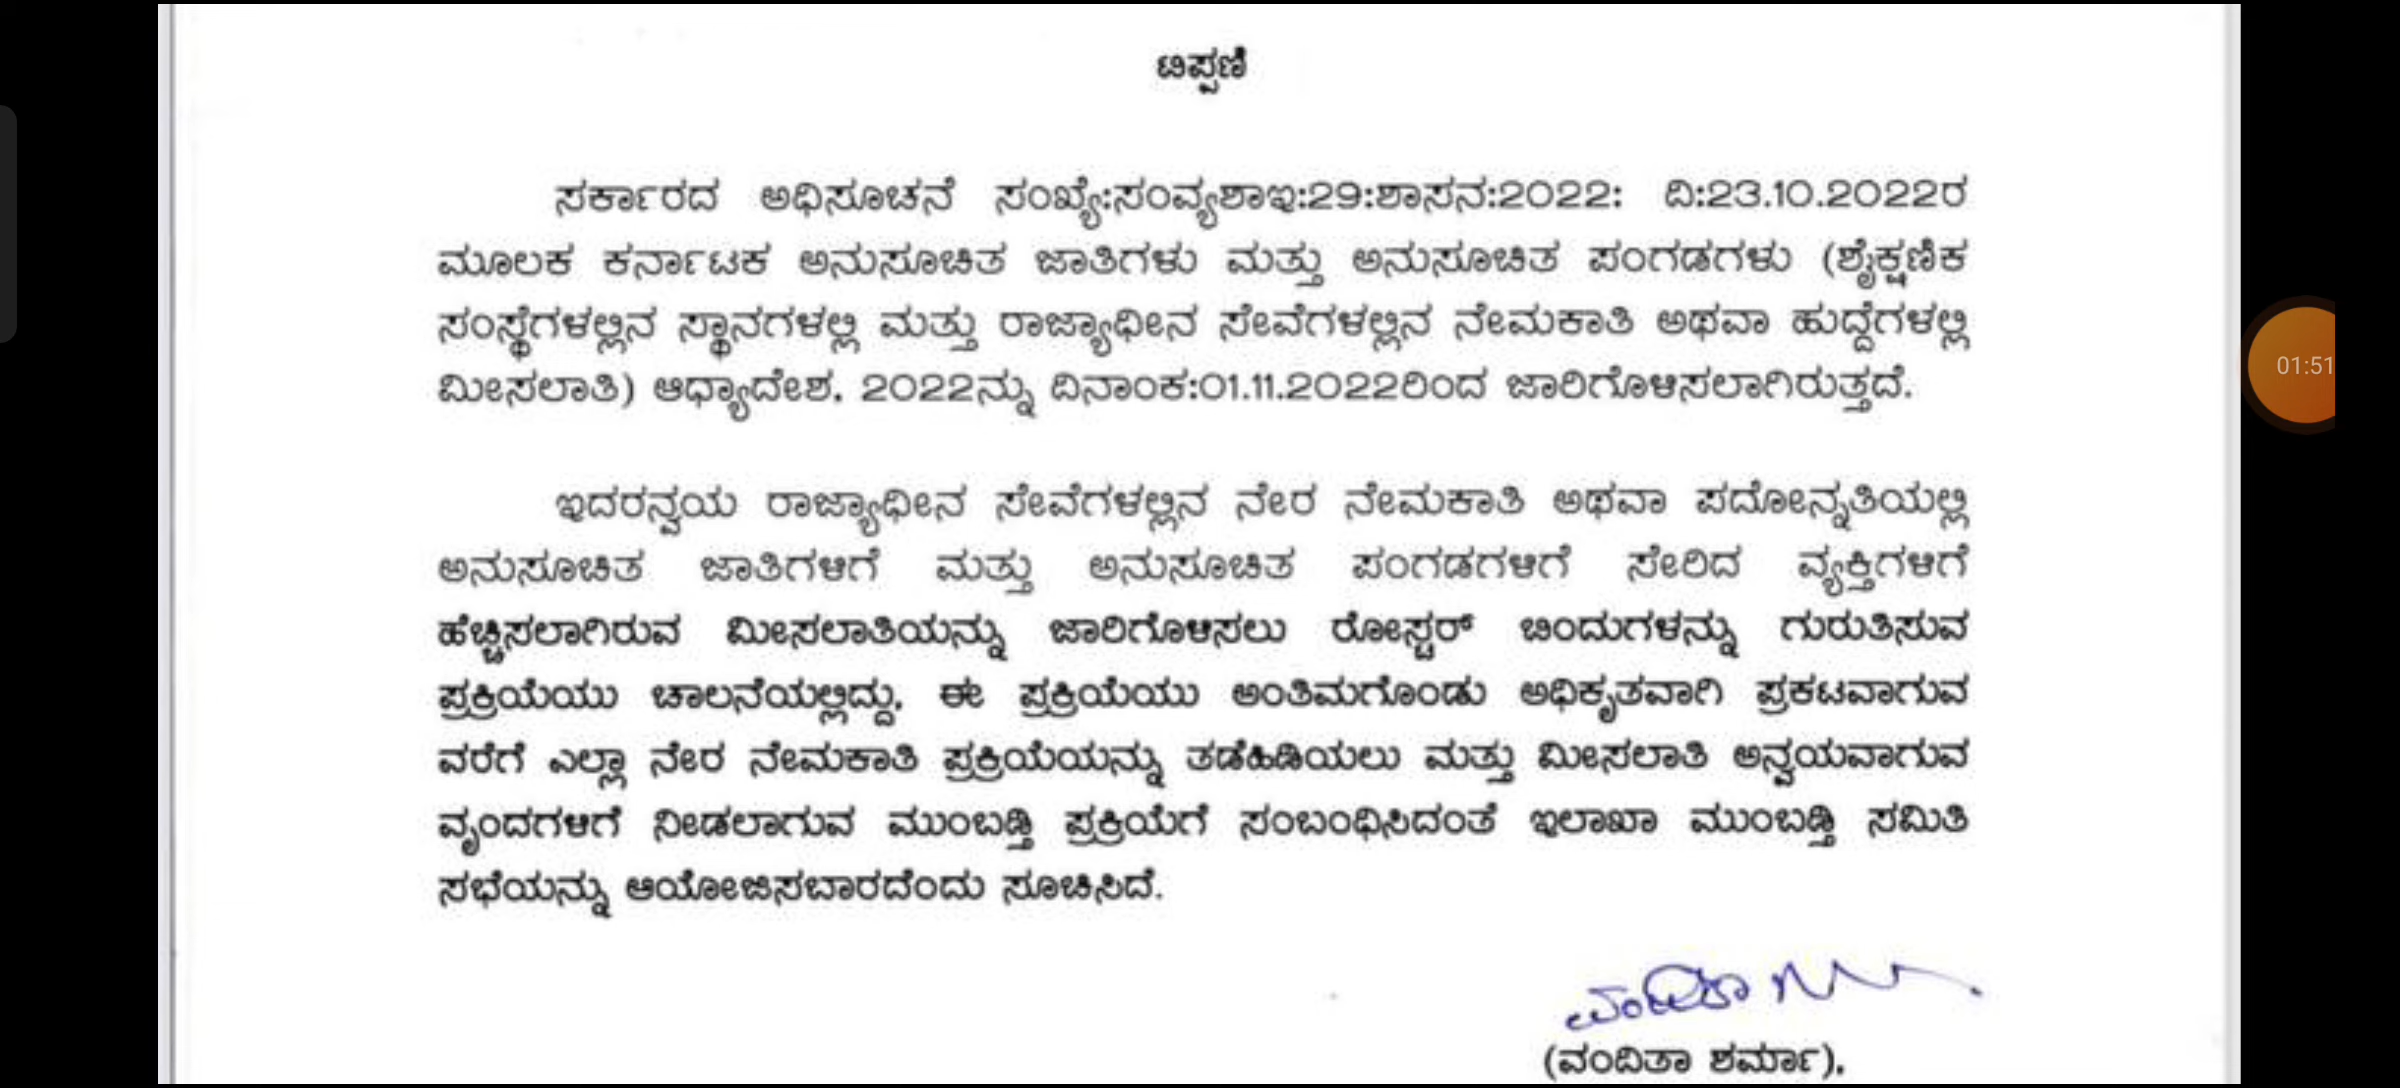 ಟಿಪ್ಪಣಿ
ಸರ್ಕಾರದ ಅಧಿಸೂಚನೆ ಸಂಖ್ಯೆ:ಸಂವ್ಯಶಾಇ:29:ಶಾಸನ:2022: ದಿ:23.10.2022ರ
ಮೂಲಕ ಕರ್ನಾಟಕ ಅನುಸೂಚಿತ ಜಾತಿಗಳು ಮತ್ತು ಅನುಸೂಚಿತ ಪಂಗಡಗಳು (ಶೈಕ್ಷಣಿಕ
ಸಂಸ್ಥೆಗಳಲ್ಲಿನ ಸ್ಥಾನಗಳಲ್ಲಿ ಮತ್ತು ರಾಜ್ಯಾಧೀನ ಸೇವೆಗಳಲ್ಲಿನ ನೇಮಕಾತಿ ಅಥವಾ ಹುದ್ದೆಗಳಲ್ಲಿ
ಮೀಸಲಾತಿ) ಆಧ್ಯಾದೇಶ, 2022ನ್ನು ದಿನಾಂಕ:01.11.2022ರಿಂದ ಜಾರಿಗೊಳಿಸಲಾಗಿರುತ್ತದೆ.
ಇದರನ್ವಯ ರಾಜ್ಯಾಧೀನ ಸೇವೆಗಳಲ್ಲಿನ ನೇರ ನೇಮಕಾತಿ ಅಥವಾ ಪದೋನ್ನತಿಯಲ್ಲಿ
ಅನುಸೂಚಿತ ಜಾತಿಗಳಿಗೆ ಮತ್ತು ಅನುಸೂಚಿತ ಪಂಗಡಗಳಿಗೆ ಸೇರಿದ ವ್ಯಕ್ತಿಗಳಿಗೆ
ಹೆಚ್ಚಿಸಲಾಗಿರುವ ಮೀಸಲಾತಿಯನ್ನು ಜಾರಿಗೊಳಿಸಲು ರೋಸ್ಟರ್ ಬಿಂದುಗಳನ್ನು ಗುರುತಿಸುವ
ಪ್ರಕ್ರಿಯೆಯು ಚಾಲನೆಯಲ್ಲಿದ್ದು, ಈ ಪ್ರಕ್ರಿಯೆಯು ಅಂತಿಮಗೊಂಡು ಅಧಿಕೃತವಾಗಿ ಪ್ರಕಟವಾಗುವ
ವರೆಗೆ ಎಲ್ಲಾ ನೇರ ನೇಮಕಾತಿ ಪ್ರಕ್ರಿಯೆಯನ್ನು ತಡೆಹಿಡಿಯಲು ಮತ್ತು ಮೀಸಲಾತಿ ಅನ್ವಯವಾಗುವ
ವೃಂದಗಳಿಗೆ ನೀಡಲಾಗುವ ಮುಂಬಡ್ತಿ ಪ್ರಕ್ರಿಯೆಗೆ ಸಂಬಂಧಿಸಿದಂತೆ ಇಲಾಖಾ ಮುಂಬಡ್ತಿ ಸಮಿತಿ
ಸಭೆಯನ್ನು ಆಯೋಜಿಸಬಾರದೆಂದು ಸೂಚಿಸಿದೆ.
(ವಂದಿತಾ ಶರ್ಮಾ),
01:51